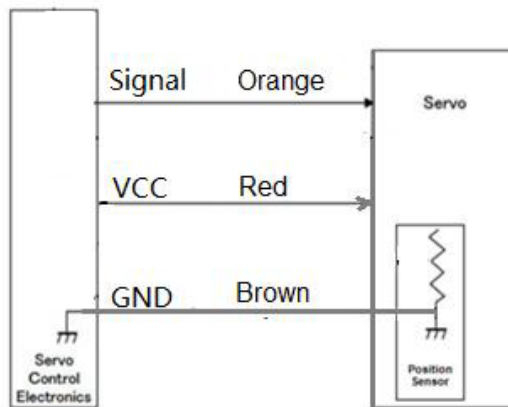 Signal Orange
Servo
VCC Red
GND Brown
Servo
Control
Electronics
Position
Sensor